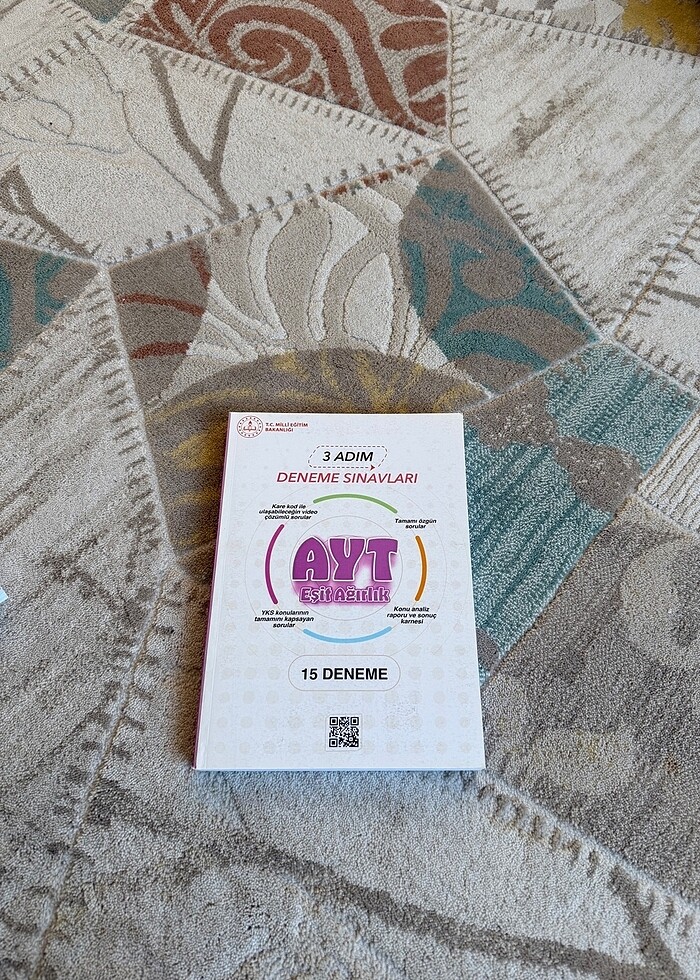 T.C. MİLLÎ EĞİTİM
BAKANLIĞI
3 ADIM
DENEME SINAVLARI
Kare kod ile
ulaşabileceğin video
çözümlü sorular
Tamamı özgün
sorular
AYT
Eşit Ağırlık
YKS konularının
tamamını kapsayan
sorular
Konu analiz
raporu ve sonuç
karnesi
15 DENEME